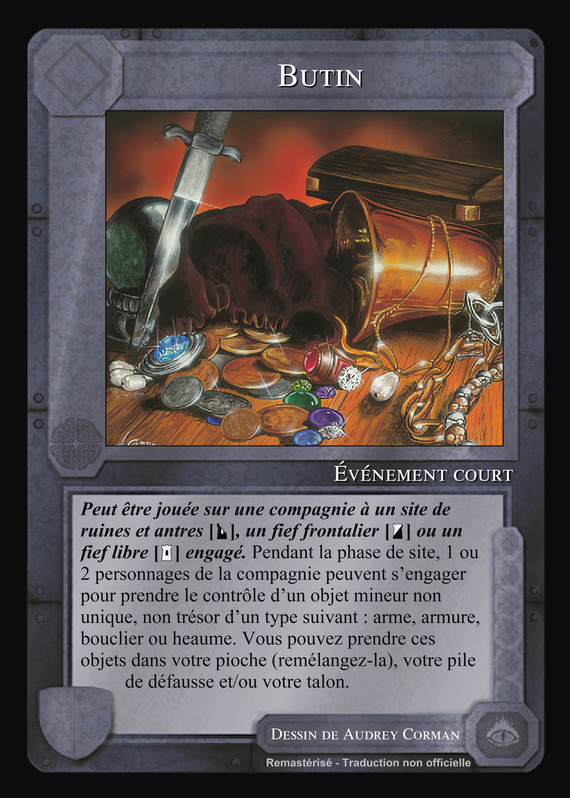 Butin
Événement court
Peut être jouée sur une compagnie à un site de
ruines et antres [], un fief frontalier [] ou un
fief libre [] engagé. Pendant la phase de site, 1 ou
2 personnages de la compagnie peuvent s’engager
pour prendre le contrôle d’un objet mineur non
unique, non trésor d’un type suivant : arme, armure,
bouclier ou heaume. Vous pouvez prendre ces
objets dans votre pioche (remélangez-la), votre pile
de défausse et/ou votre talon.
Dessin de Audrey Corman
Remastérisé - Traduction non officielle